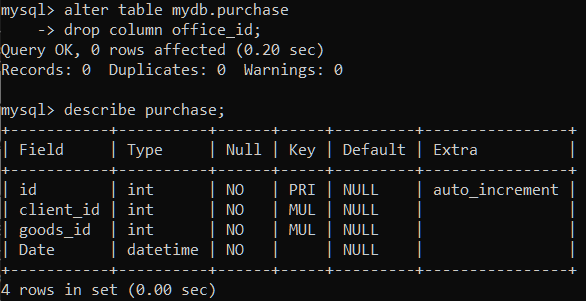 mysql> alter table mydb.purchase
    -> drop column office_id;
Query OK, 0 rows affected (0.20 sec)
Records: 0  Duplicates: 0  Warnings: 0

mysql> describe purchase;
+-----------+----------+------+-----+---------+----------------+
| Field     | Type     | Null | Key | Default | Extra          |
+-----------+----------+------+-----+---------+----------------+
| id        | int      | NO   | PRI | NULL    | auto_increment |
| client_id | int      | NO   | MUL | NULL    |                |
| goods_id  | int      | NO   | MUL | NULL    |                |
| Date      | datetime | NO   |     | NULL    |                |
+-----------+----------+------+-----+---------+----------------+
4 rows in set (0.00 sec)